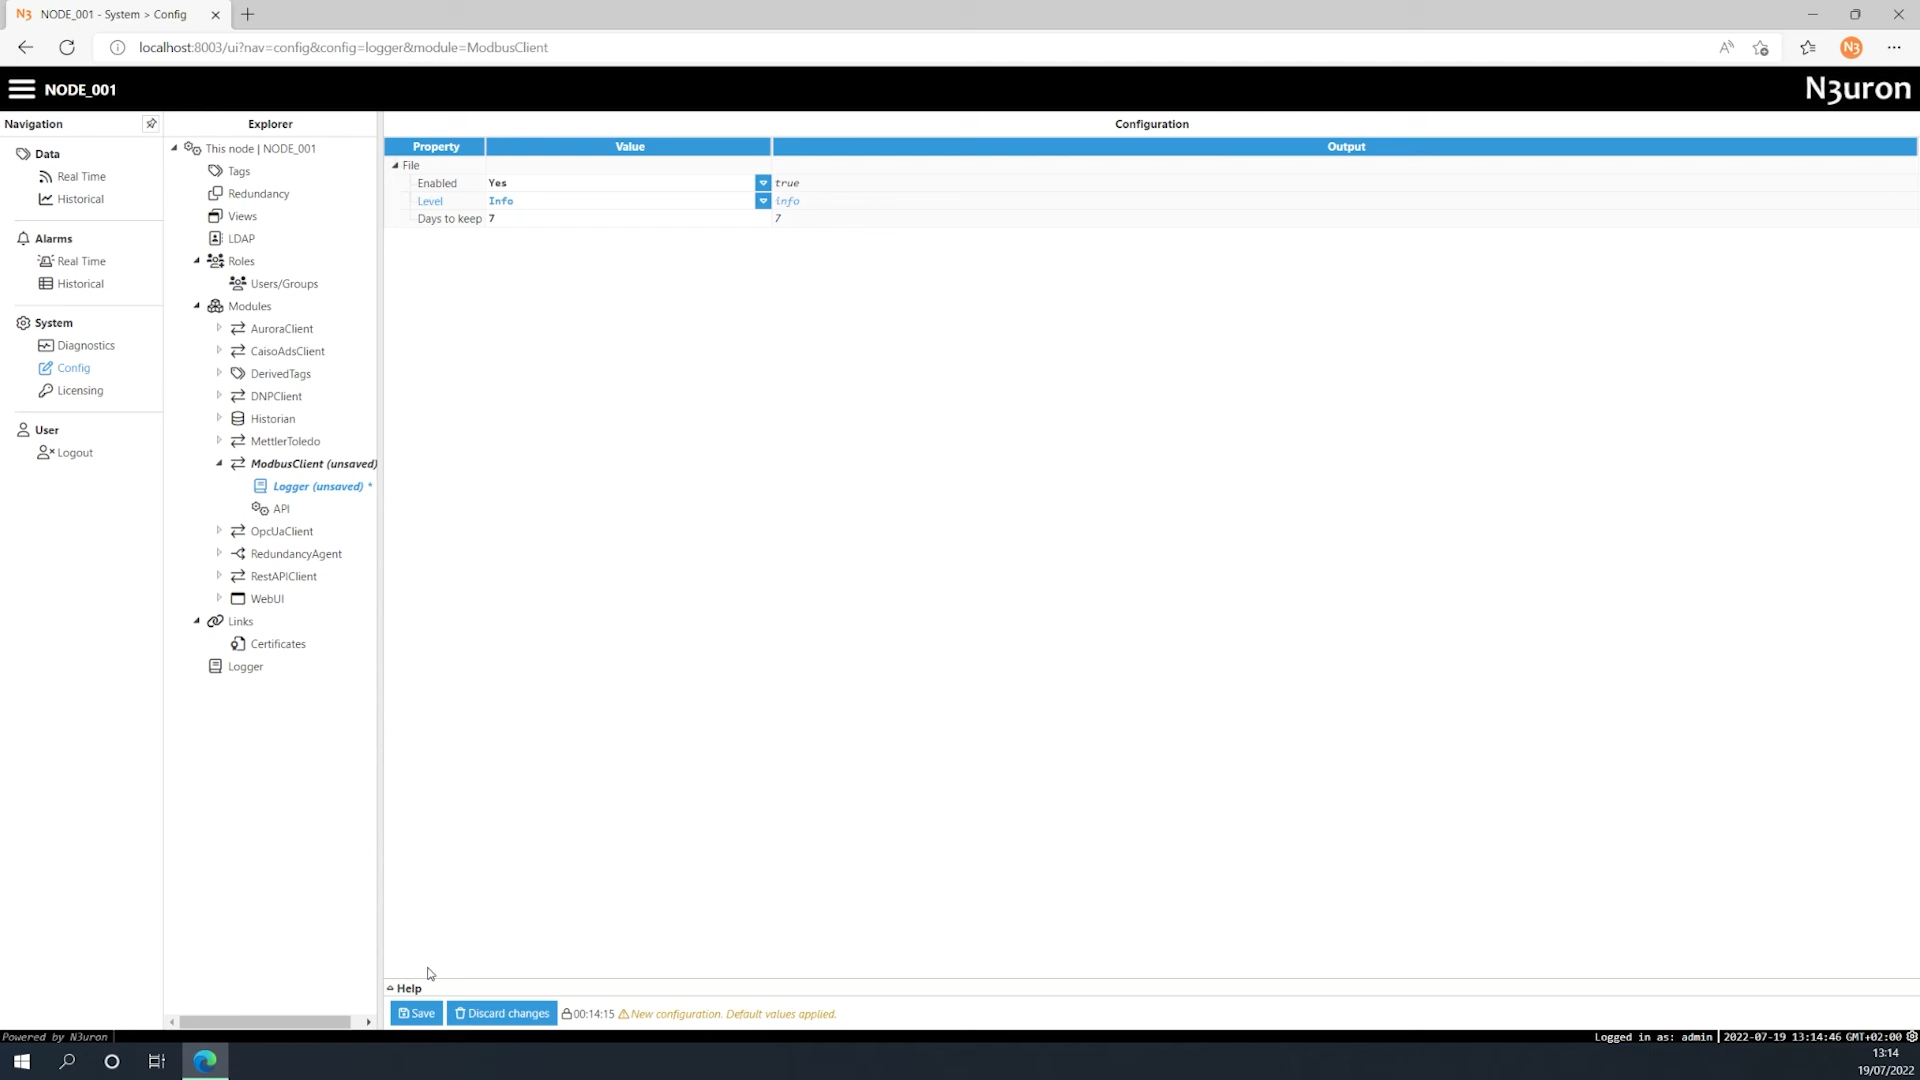 N3 NODE_001 - System > Config
localhost:8003/ui?nav=config&config=logger&module=ModbusClient
N3
NODE_001
N3uron
Navigation
Data
Real Time
Historical
Alarms
Real Time
Historical
System
Diagnostics
Config
Licensing
User
Logout
Explorer
This node | NODE_001
Tags
Redundancy
Views
LDAP
Roles
Users/Groups
Modules
AuroraClient
CaisoAdsClient
DerivedTags
DNPClient
Historian
MettlerToledo
ModbusClient (unsaved)
Logger (unsaved) *
API
OpcUaClient
RedundancyAgent
RestAPIClient
WebUI
Links
Certificates
Logger
Configuration
Property Value Output
File
Enabled Yes true
Level Info info
Days to keep 7 7
Help
Save Discard changes 00:14:15 New configuration. Default values applied.
Powered by N3uron
Logged in as: admin 2022-07-19 13:14:46 GMT+02:00
13:14
19/07/2022